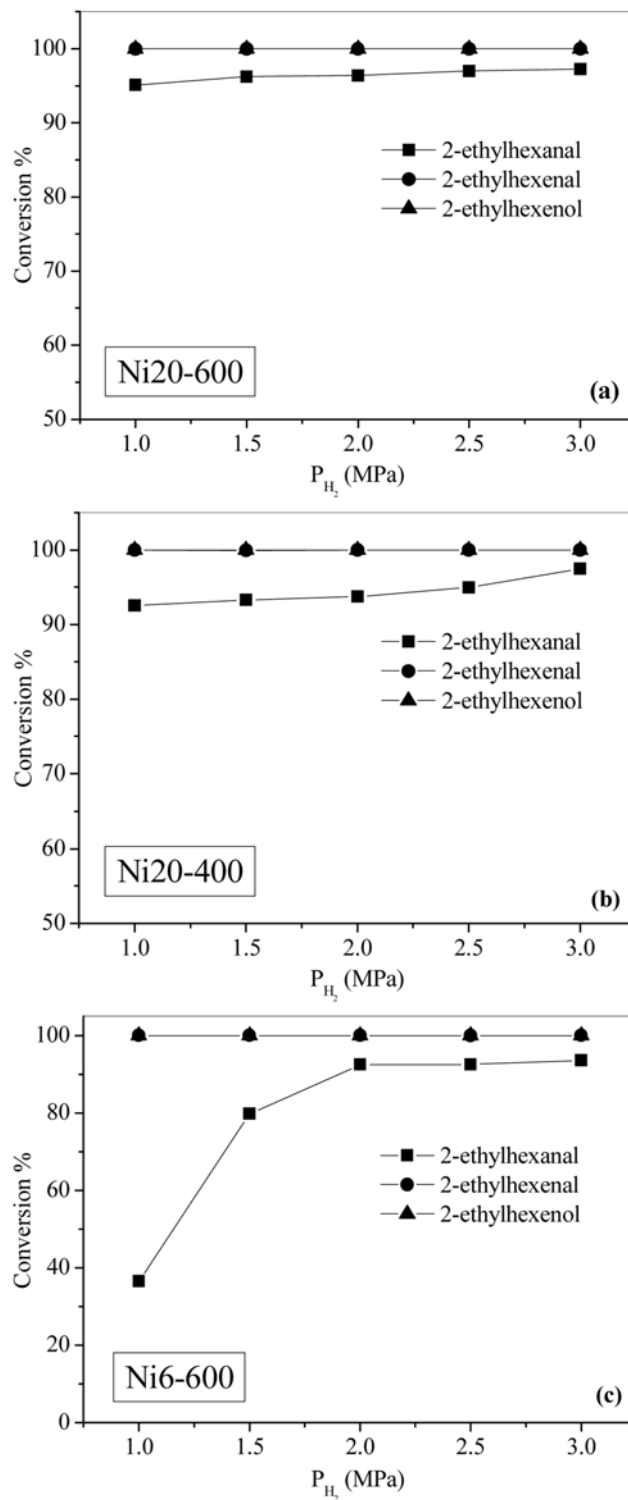 100
90
80
70
60
50
Conversion %
2-ethylhexanal
2-ethylhexenal
2-ethylhexenol
Ni20-600
(a)
1.0 1.5 2.0 2.5 3.0
P_H₂ (MPa)
100
90
80
70
60
50
Conversion %
2-ethylhexanal
2-ethylhexenal
2-ethylhexenol
Ni20-400
(b)
1.0 1.5 2.0 2.5 3.0
P_H₂ (MPa)
100
80
60
40
20
0
Conversion %
2-ethylhexanal
2-ethylhexenal
2-ethylhexenol
Ni6-600
(c)
1.0 1.5 2.0 2.5 3.0
P_H₂ (MPa)